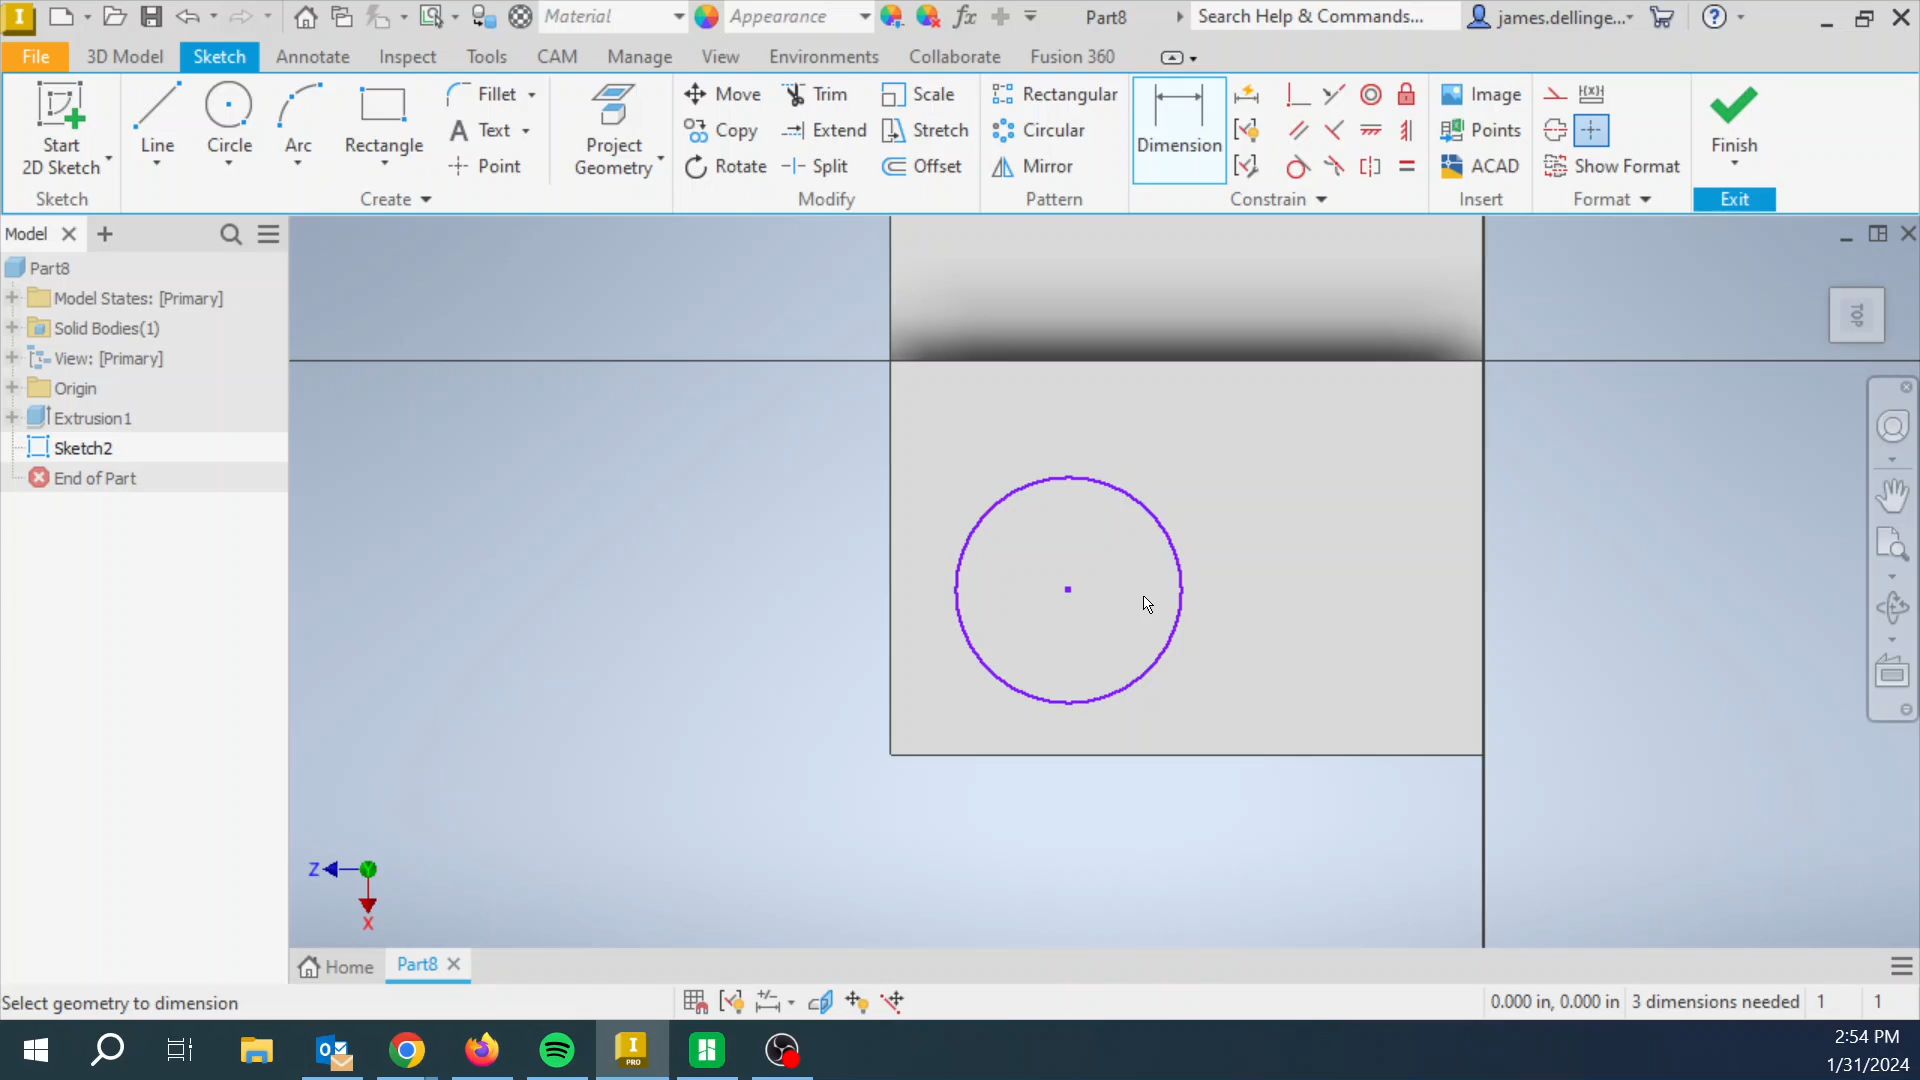 Material
Appearance
fx
Part8
Search Help & Commands...
james.dellinge...
?
File
3D Model
Sketch
Annotate
Inspect
Tools
CAM
Manage
View
Environments
Collaborate
Fusion 360
Start
2D Sketch
Line
Circle
Arc
Rectangle
Fillet
Text
Point
Project
Geometry
Move
Copy
Rotate
Trim
Extend
Split
Scale
Stretch
Offset
Rectangular
Circular
Mirror
Dimension
Image
Points
ACAD
Show Format
Finish
Sketch
Create
Modify
Pattern
Constrain
Insert
Format
Exit
Model
Part8
Model States: [Primary]
Solid Bodies(1)
View: [Primary]
Origin
Extrusion1
Sketch2
End of Part
TOP
Z
X
Home
Part8
Select geometry to dimension
0.000 in, 0.000 in
3 dimensions needed
1
1
I
PRO
2:54 PM
1/31/2024